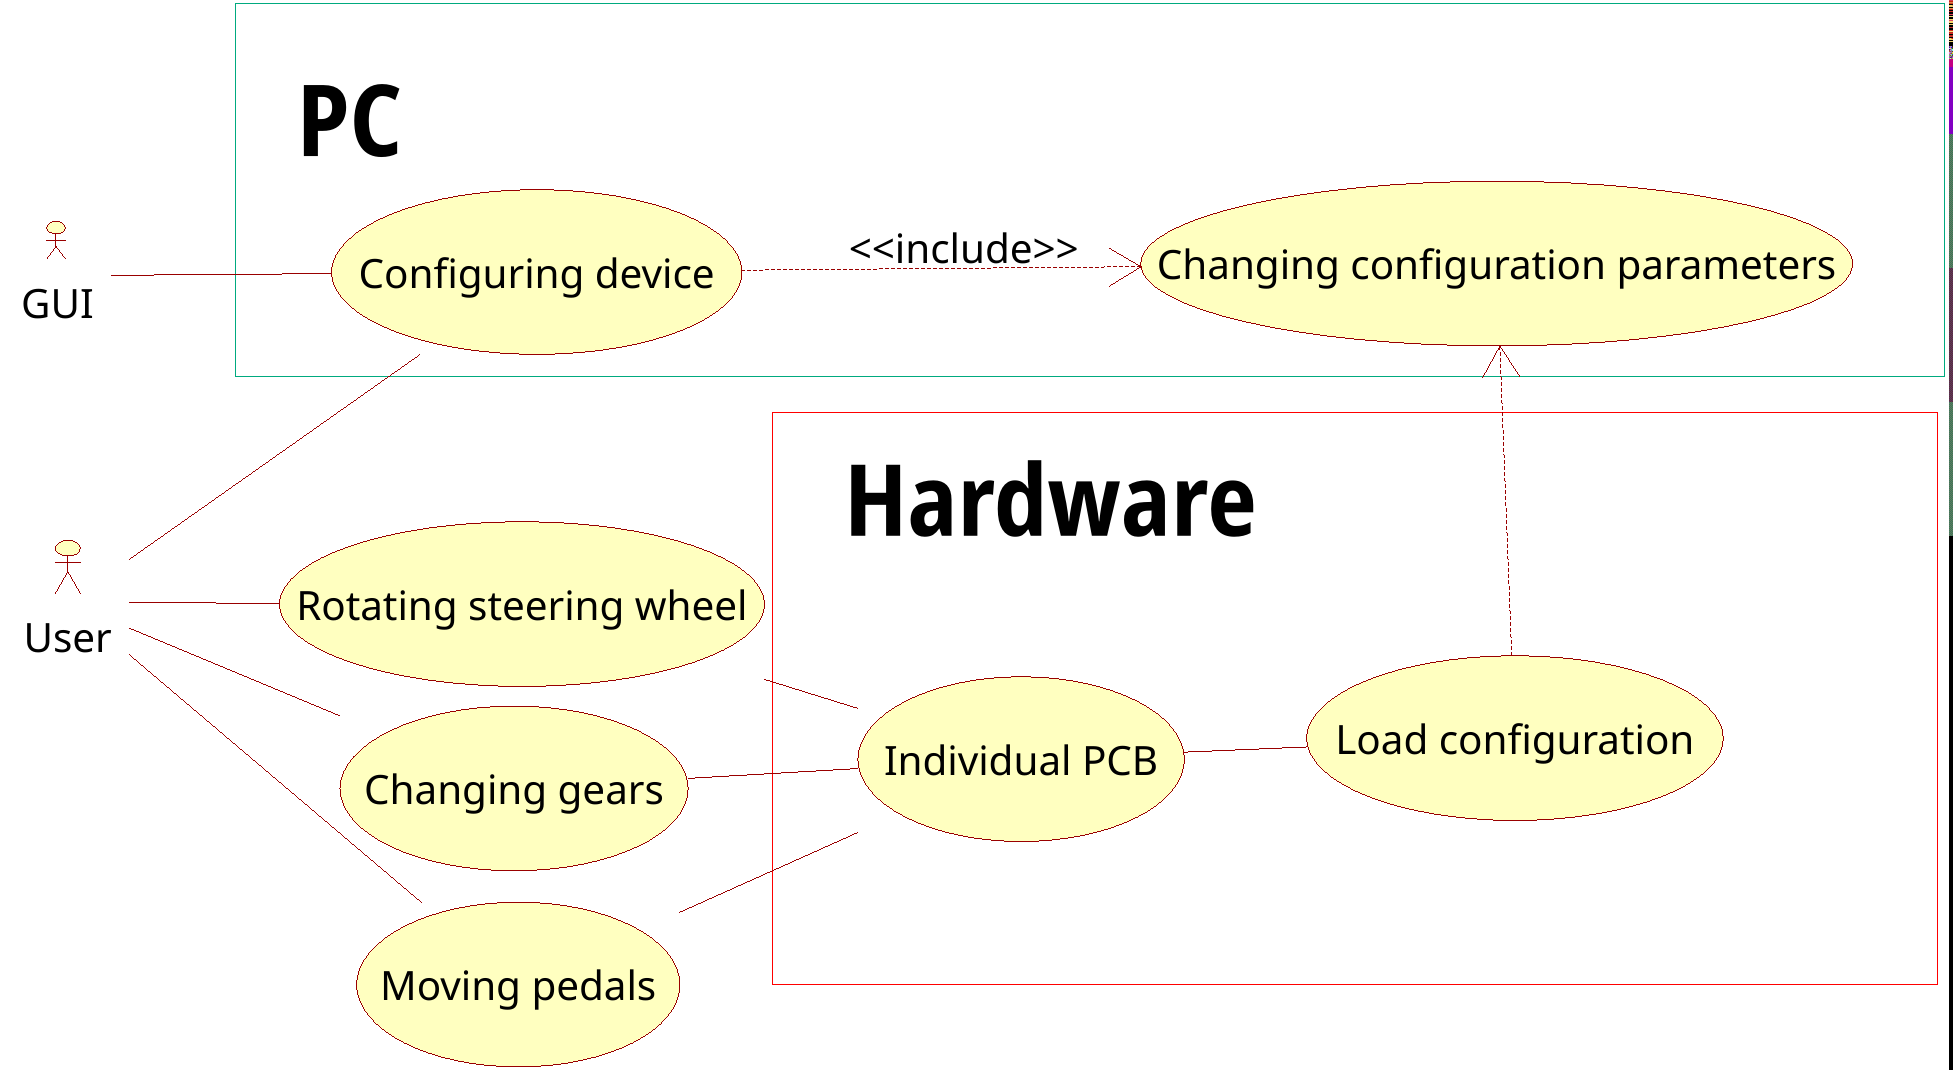 PC
GUI
Configuring device
<<include>>
Changing configuration parameters
Hardware
User
Rotating steering wheel
Changing gears
Individual PCB
Load configuration
Moving pedals